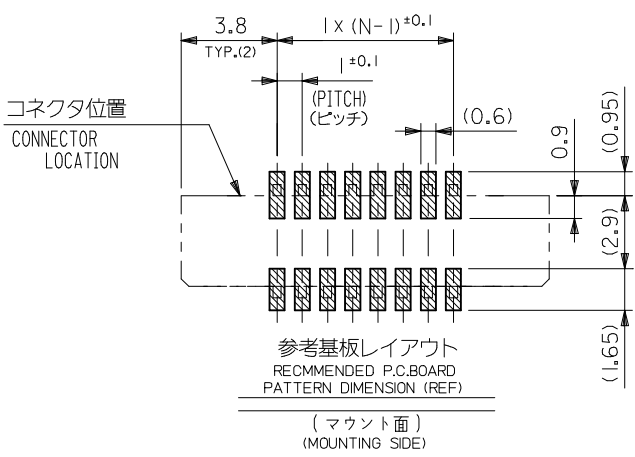 3.8
TYP.(2)
1x(N-1)±0.1
1±0.1
(PITCH)
(ピッチ)
(0.6)
0.9
(0.95)
コネクタ位置
CONNECTOR
LOCATION
(2.9)
(1.65)
参考基板レイアウト
RECMMENDED P.C.BOARD
PATTERN DIMENSION (REF)
(マウント面)
(MOUNTING SIDE)